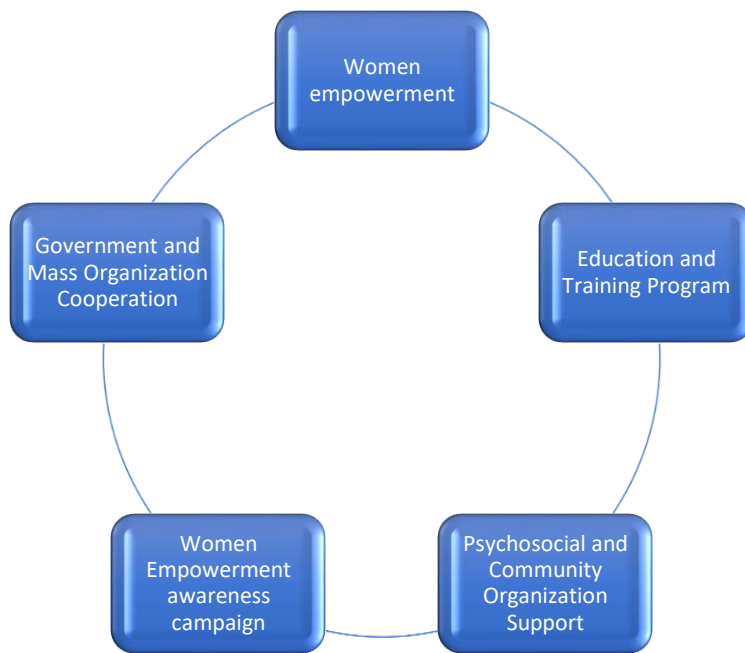 Women
empowerment
Education and
Training Program
Psychosocial and
Community
Organization
Support
Women
Empowerment
awareness
campaign
Government and
Mass Organization
Cooperation